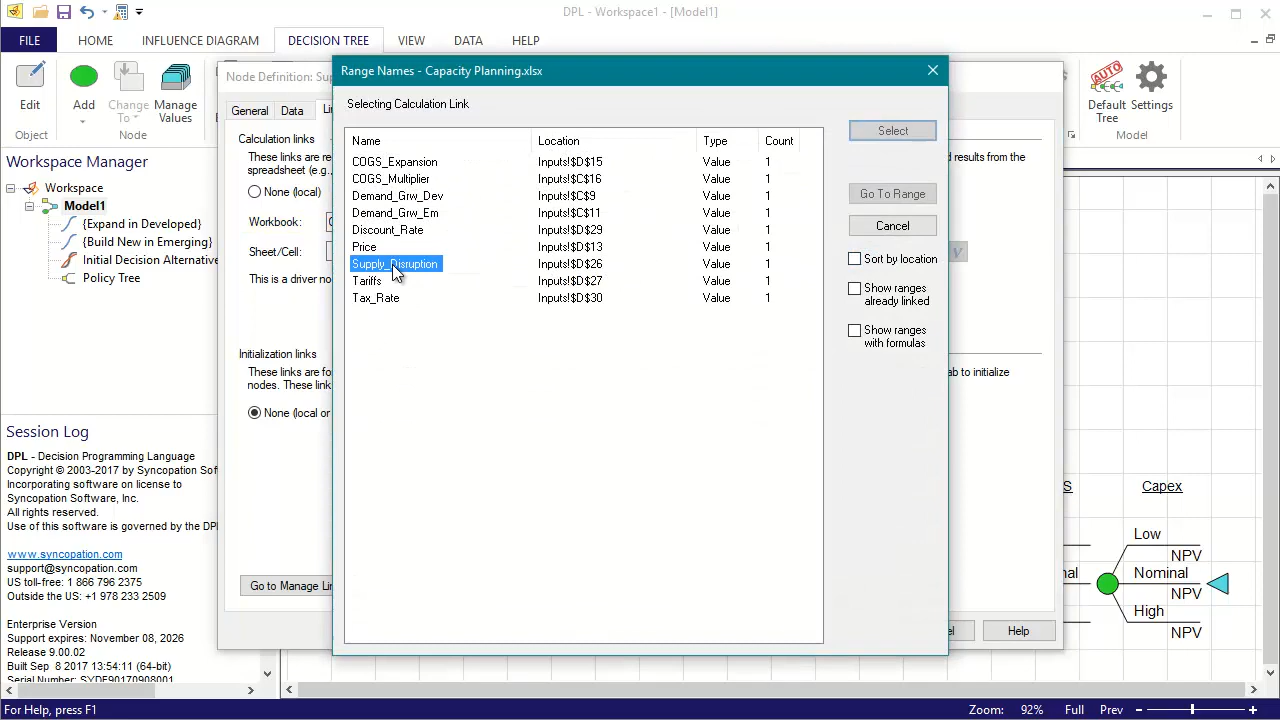 DPL - Workspace1 - [Model1]
FILE
HOME
INFLUENCE DIAGRAM
DECISION TREE
VIEW
DATA
HELP
Edit
Add
Change
To
Manage
Values
Default
Tree
Settings
Object
Node
Model
Workspace Manager
Workspace
Model1
{Expand in Developed}
{Build New in Emerging}
Initial Decision Alternative
Policy Tree
Session Log
DPL - Decision Programming Language
Copyright © 2003-2017 by Syncopation Sof
Incorporating software on license to
Syncopation Software, Inc.
All rights reserved.
Use of this software is governed by the DPL
www.syncopation.com
support@syncopation.com
US toll-free: 1 866 796 2375
Outside the US: +1 978 233 2509
Enterprise Version
Support expires: November 08, 2026
Release 9.00.02
Built Sep 8 2017 13:54:11 (64-bit)
Serial Number: SYDE90170908001
Node Definition: Su
General
Data
Li
Calculation links
These links are re
spreadsheet (e.g.,
d results from the
None (local)
Workbook:
Sheet/Cell:
This is a driver no
Initialization links
These links are fo
nodes. These link
ab to initialize
None (local or
Go to Manage Lin
el
Help
Range Names - Capacity Planning.xlsx
Selecting Calculation Link
Name Location Type Count
COGS_Expansion Inputs!$D$15 Value 1
COGS_Multiplier Inputs!$C$16 Value 1
Demand_Grw_Dev Inputs!$C$9 Value 1
Demand_Grw_Em Inputs!$C$11 Value 1
Discount_Rate Inputs!$D$29 Value 1
Price Inputs!$D$13 Value 1
Supply_Disruption Inputs!$D$26 Value 1
Tariffs Inputs!$D$27 Value 1
Tax_Rate Inputs!$D$30 Value 1
Select
Go To Range
Cancel
Sort by location
Show ranges
already linked
Show ranges
with formulas
S
Capex
Low
NPV
nal
Nominal
NPV
High
NPV
For Help, press F1
Zoom: 92%
Full
Prev